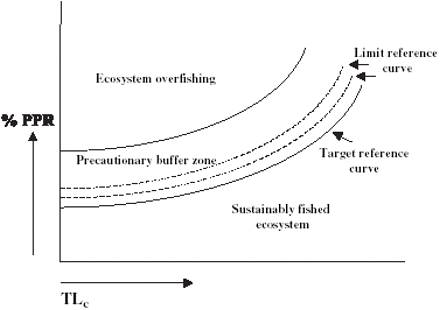 Limit reference
curve
Ecosystem overfishing
% PPR
Precautionary buffer zone
Target reference
curve
Sustainably fished
ecosystem
TLc